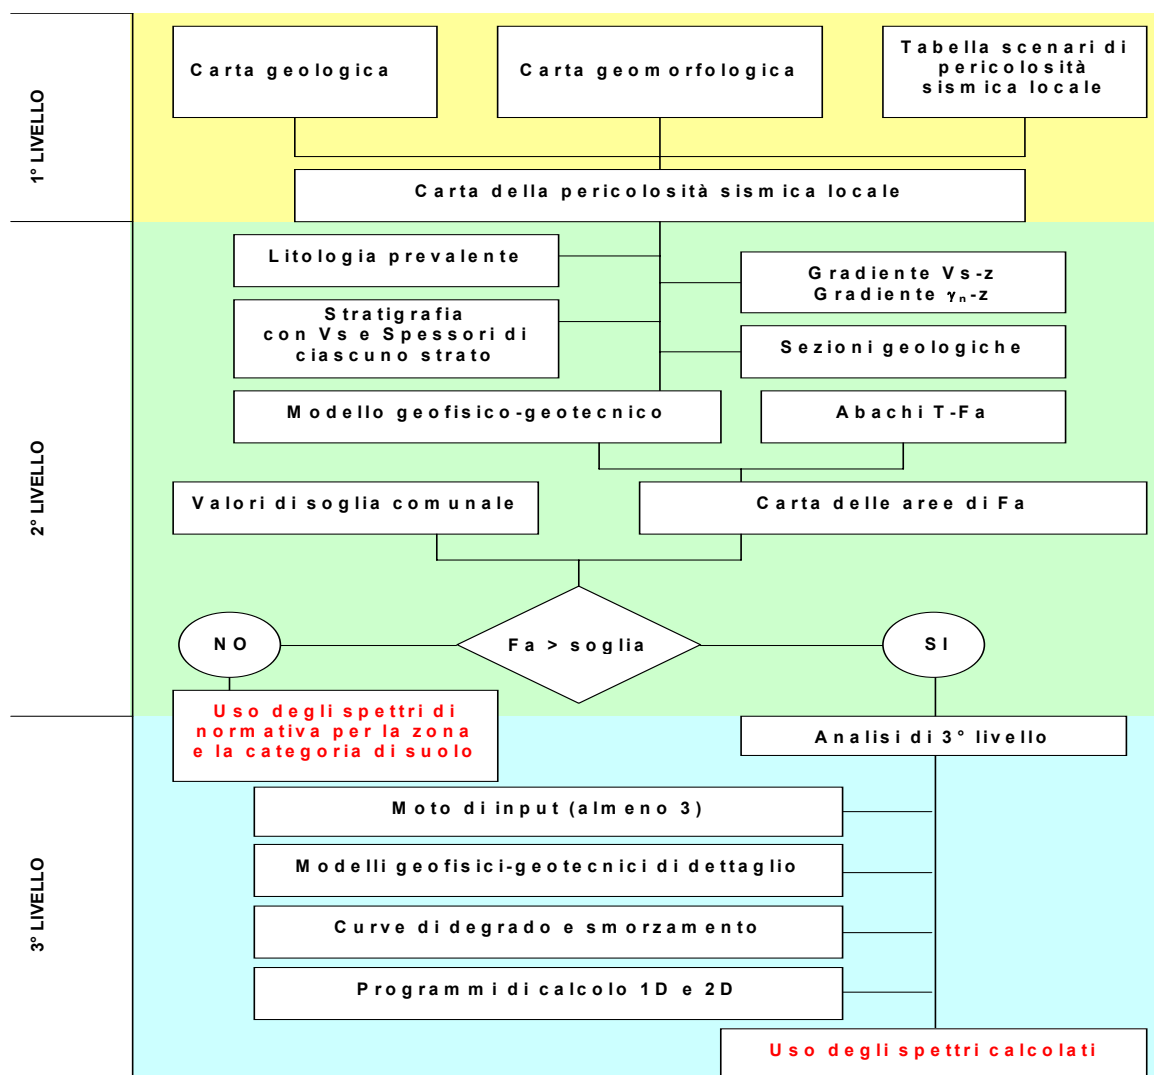 1° LIVELLO
Carta geologica
Carta geomorfologica
Tabella scenari di
pericolosità
sismica locale
Carta della pericolosità sismica locale
2° LIVELLO
Litologia prevalente
Gradiente Vs-z
Gradiente γn-z
Stratigrafia
con Vs e Spessori di
ciascuno strato
Sezioni geologiche
Modello geofisico-geotecnico
Abachi T-Fa
Valori di soglia comunale
Carta delle aree di Fa
NO
Fa > soglia
SI
Uso degli spettri di
normativa per la zona
e la categoria di suolo
3° LIVELLO
Analisi di 3° livello
Moto di input (almeno 3)
Modelli geofisici-geotecnici di dettaglio
Curve di degrado e smorzamento
Programmi di calcolo 1D e 2D
Uso degli spettri calcolati